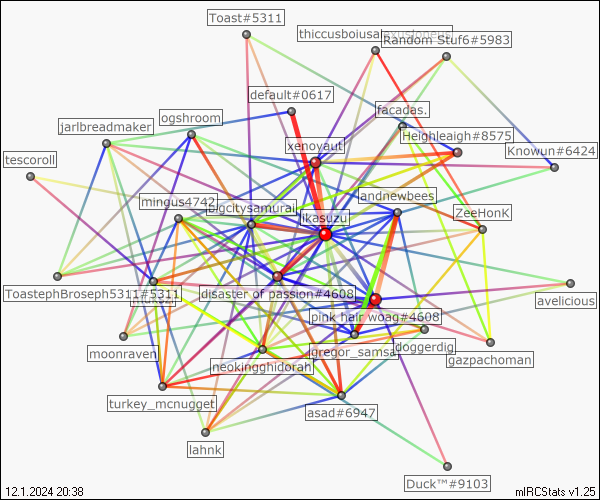 Toast#5311
Random Stuf6#5983
default#0617
facadas.
ogshroom
jarlbreadmaker
Heighleaigh#8575
xenoyaut
Knowun#6424
tescoroll
mingus4742
andnewbees
bigcitysamurai
likasuzu
ZeeHonK
ToastephBroseph5311#5311
disaster of passion#4608
avelicious
pink hair woag#4608
moonraven
gregor_samsa
doggerdig
gazpachoman
neokingghidorah
turkey_mcnugget
asad#6947
lahnk
Duck™#9103
12.1.2024 20:38
mIRCStats v1.25